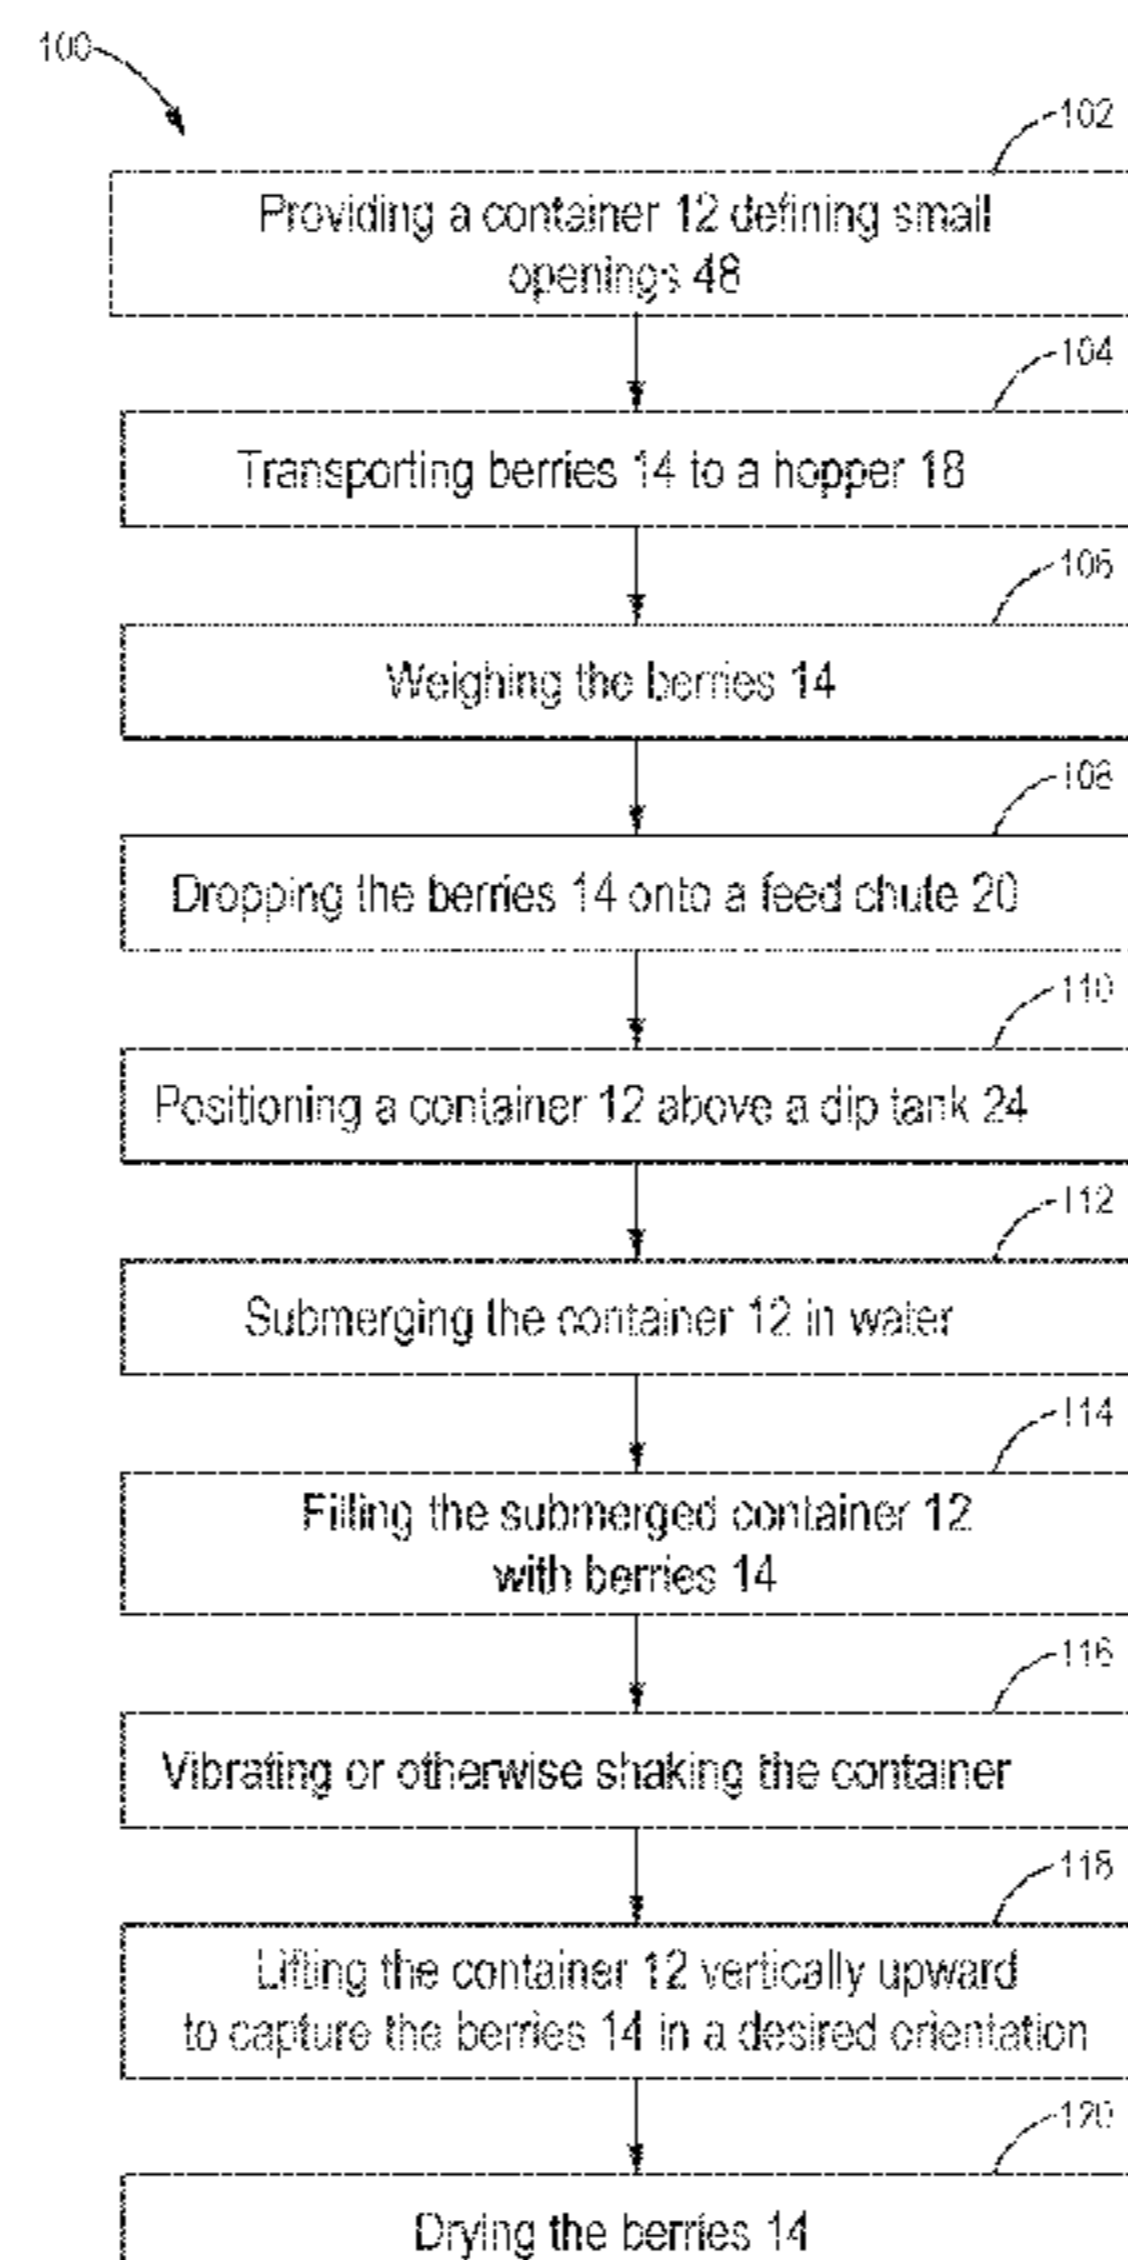 100
102
Providing a container 12 defining small
openings 48
104
Transporting berries 14 to a hopper 18
106
Weighing the berries 14
108
Dropping the berries 14 onto a feed chute 20
110
Positioning a container 12 above a dip tank 24
112
Submerging the container 12 in water
114
Filling the submerged container 12
with berries 14
116
Vibrating or otherwise shaking the container
118
Lifting the container 12 vertically upward
to capture the berries 14 in a desired orientation
120
Drying the berries 14